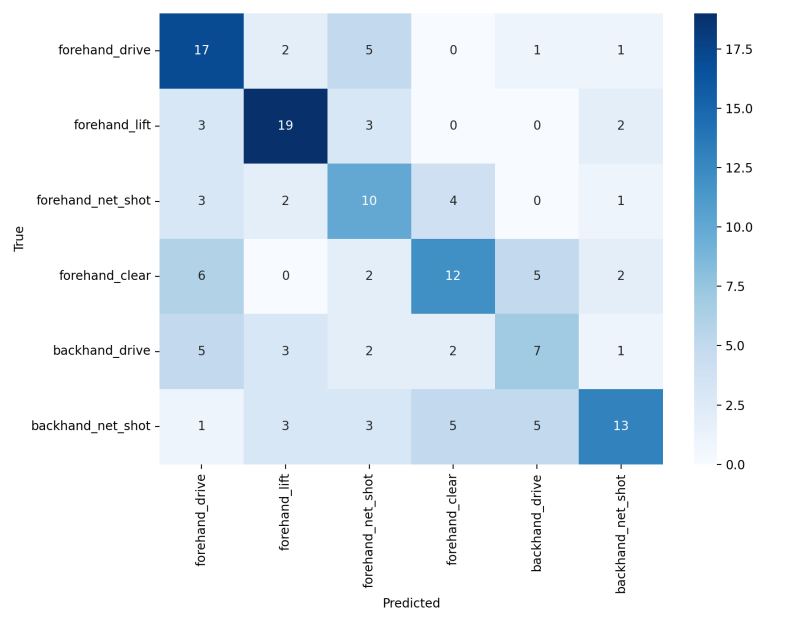 forehand_drive 17 2 5 0 1 1
forehand_lift 3 19 3 0 0 2
forehand_net_shot 3 2 10 4 0 1
forehand_clear 6 0 2 12 5 2
backhand_drive 5 3 2 2 7 1
backhand_net_shot 1 3 3 5 5 13
True
forehand_drive
forehand_lift
forehand_net_shot
forehand_clear
backhand_drive
backhand_net_shot
Predicted
17.5
15.0
12.5
10.0
7.5
5.0
2.5
0.0